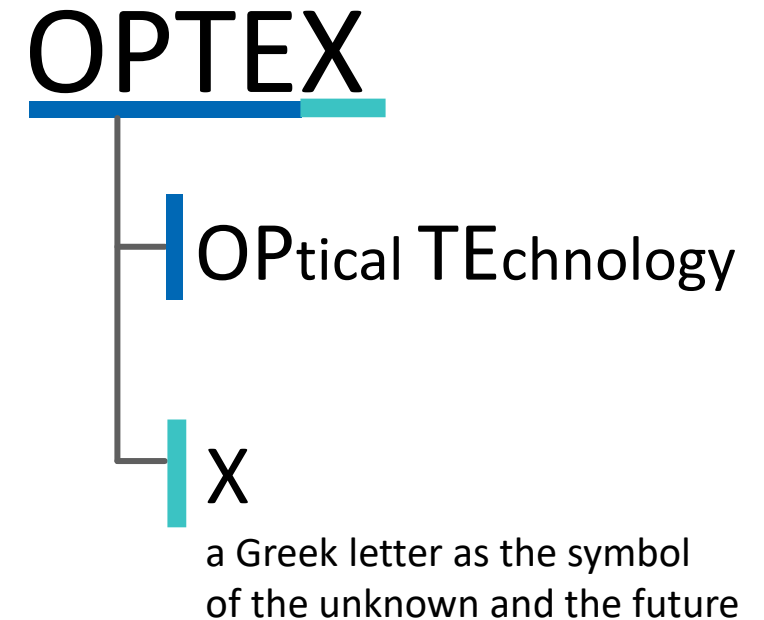 OPTEX
OPtical TEchnology
X
a Greek letter as the symbol
of the unknown and the future